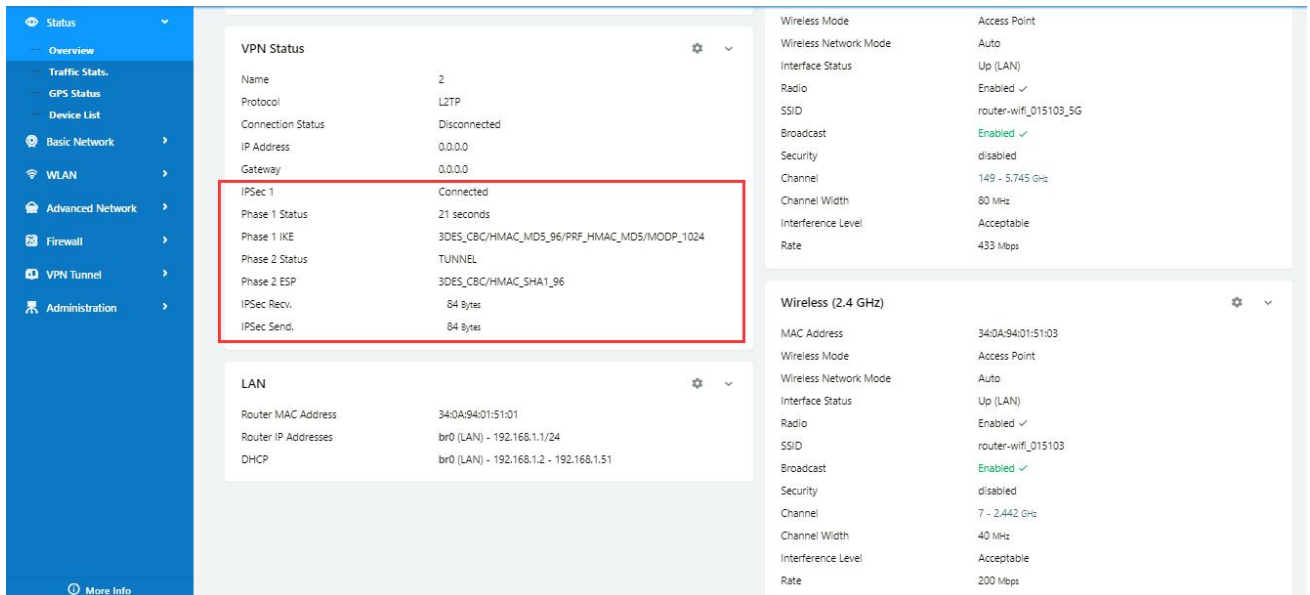 Status
Overview
Traffic Stats.
GPS Status
Device List
Basic Network
WLAN
Advanced Network
Firewall
VPN Tunnel
Administration
More Info
VPN Status
Name 2
Protocol L2TP
Connection Status Disconnected
IP Address 0.0.0.0
Gateway 0.0.0.0
IPSec 1 Connected
Phase 1 Status 21 seconds
Phase 1 IKE 3DES_CBC/HMAC_MD5_96/PRF_HMAC_MD5/MODP_1024
Phase 2 Status TUNNEL
Phase 2 ESP 3DES_CBC/HMAC_SHA1_96
IPSec Recv. 84 Bytes
IPSec Send. 84 Bytes
LAN
Router MAC Address 34:0A:94:01:51:01
Router IP Addresses br0 (LAN) - 192.168.1.1/24
DHCP br0 (LAN) - 192.168.1.2 - 192.168.1.51
Wireless Mode Access Point
Wireless Network Mode Auto
Interface Status Up (LAN)
Radio Enabled ✓
SSID router-wifi_015103_5G
Broadcast Enabled ✓
Security disabled
Channel 149 - 5.745 GHz
Channel Width 80 MHz
Interference Level Acceptable
Rate 433 Mbps
Wireless (2.4 GHz)
MAC Address 34:0A:94:01:51:03
Wireless Mode Access Point
Wireless Network Mode Auto
Interface Status Up (LAN)
Radio Enabled ✓
SSID router-wifi_015103
Broadcast Enabled ✓
Security disabled
Channel 7 - 2.442 GHz
Channel Width 40 MHz
Interference Level Acceptable
Rate 200 Mbps